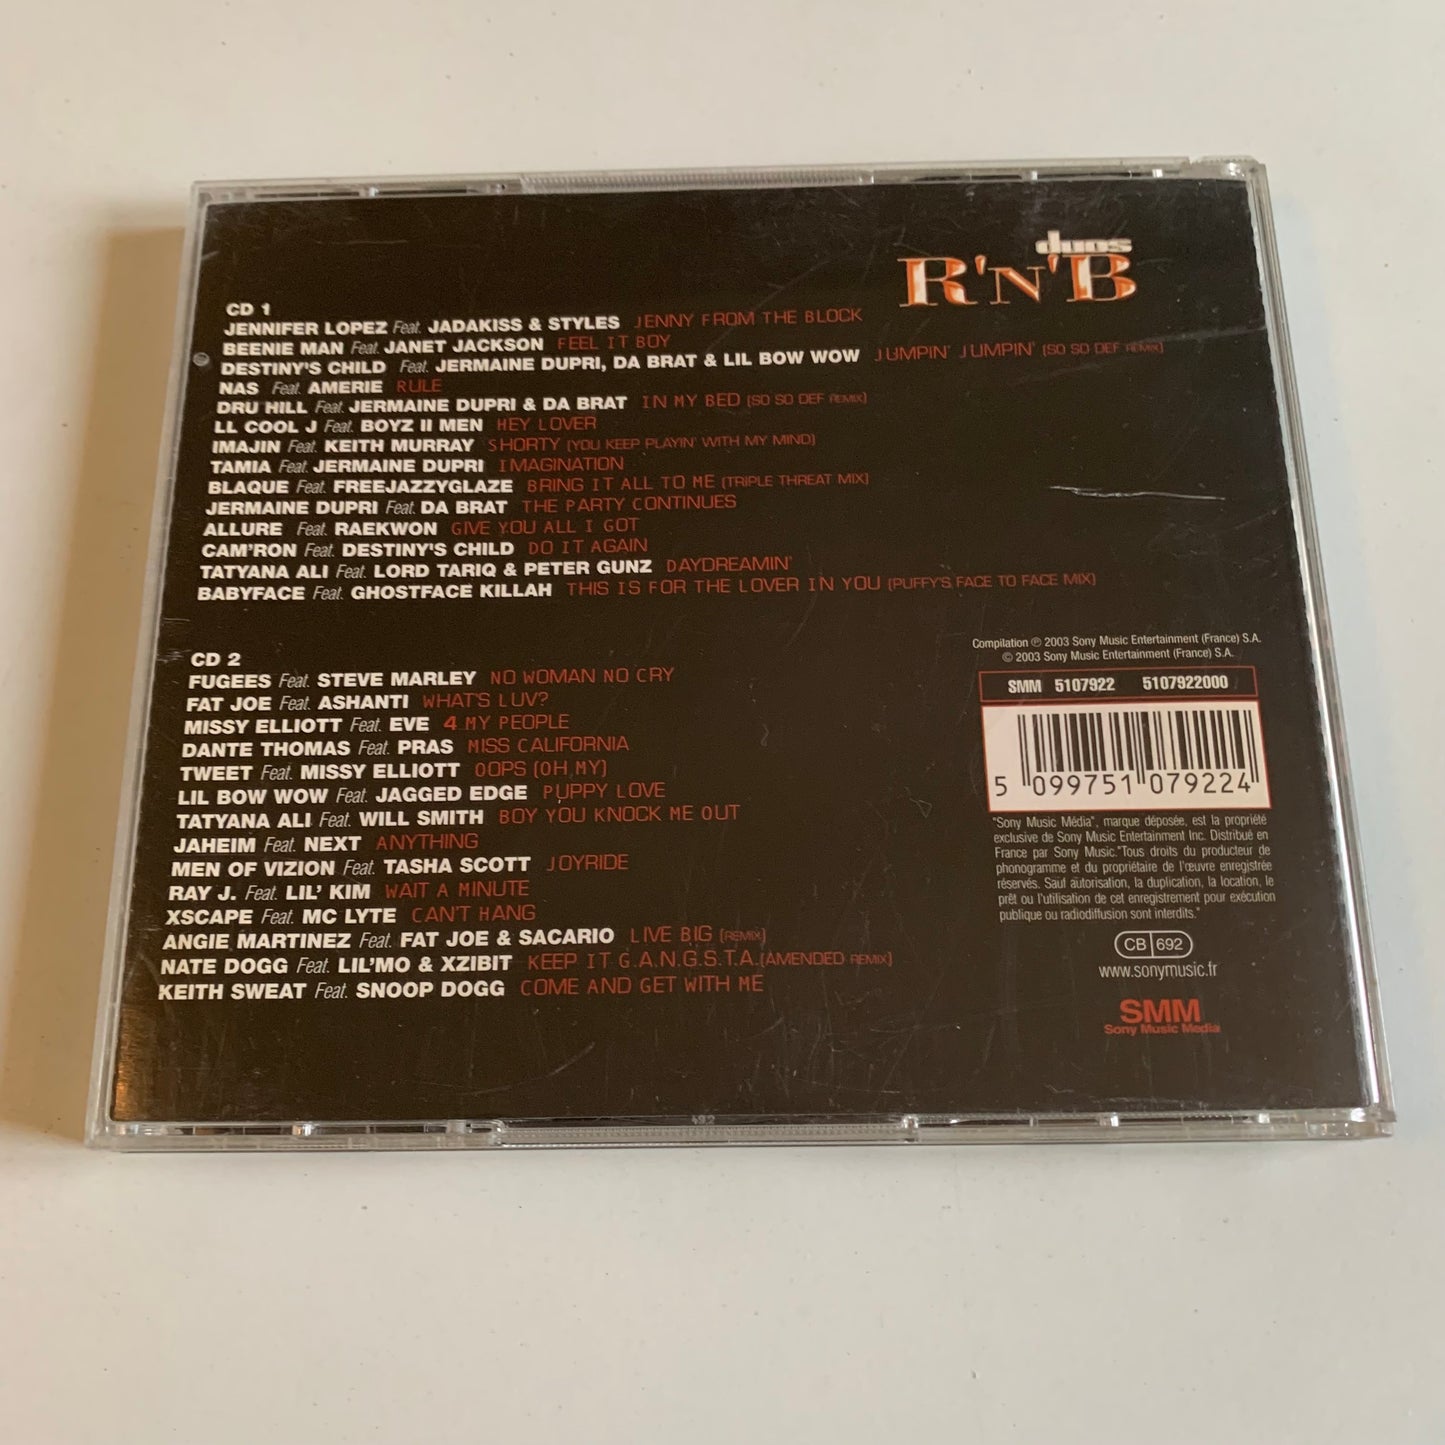 duos
R'N'B
CD 1
JENNIFER LOPEZ Feat. JADAKISS & STYLES JENNY FROM THE BLOCK
BEENIE MAN Feat. JANET JACKSON FEEL IT BOY
DESTINY'S CHILD Feat. JERMAINE DUPRI, DA BRAT & LIL BOW WOW JUMPIN' JUMPIN' (SO SO DEF REMIX)
NAS Feat. AMERIE RULE
DRU HILL Feat. JERMAINE DUPRI & DA BRAT IN MY BED (SO SO DEF REMIX)
LL COOL J Feat. BOYZ II MEN HEY LOVER
IMAJIN Feat. KEITH MURRAY SHORTY (YOU KEEP PLAYIN' WITH MY MIND)
TAMIA Feat. JERMAINE DUPRI IMAGINATION
BLAQUE Feat. FREEJAZZYGLAZE BRING IT ALL TO ME (TRIPLE THREAT MIX)
JERMAINE DUPRI Feat. DA BRAT THE PARTY CONTINUES
ALLURE Feat. RAEKWON GIVE YOU ALL I GOT
CAM'RON Feat. DESTINY'S CHILD DO IT AGAIN
TATYANA ALI Feat. LORD TARIQ & PETER GUNZ DAYDREAMIN'
BABYFACE Feat. GHOSTFACE KILLAH THIS IS FOR THE LOVER IN YOU (PUFFY'S FACE TO FACE MIX)
CD 2
FUGEES Feat. STEVE MARLEY NO WOMAN NO CRY
FAT JOE Feat. ASHANTI WHAT'S LUV?
MISSY ELLIOTT Feat. EVE 4 MY PEOPLE
DANTE THOMAS Feat. PRAS MISS CALIFORNIA
TWEET Feat. MISSY ELLIOTT OOPS (OH MY)
LIL BOW WOW Feat. JAGGED EDGE PUPPY LOVE
TATYANA ALI Feat. WILL SMITH BOY YOU KNOCK ME OUT
JAHEIM Feat. NEXT ANYTHING
MEN OF VIZION Feat. TASHA SCOTT JOYRIDE
RAY J. Feat. LIL' KIM WAIT A MINUTE
XSCAPE Feat. MC LYTE CAN'T HANG
ANGIE MARTINEZ Feat. FAT JOE & SACARIO LIVE BIG (REMIX)
NATE DOGG Feat. LIL'MO & XZIBIT KEEP IT G.A.N.G.S.T.A.(AMENDED REMIX)
KEITH SWEAT Feat. SNOOP DOGG COME AND GET WITH ME
Compilation ℗ 2003 Sony Music Entertainment (France) S.A.
© 2003 Sony Music Entertainment (France) S.A.
SMM 5107922 5107922000
5 099751 079224
"Sony Music Média", marque déposée, est la propriété
exclusive de Sony Music Entertainment Inc. Distribué en
France par Sony Music."Tous droits du producteur de
phonogramme et du propriétaire de l'œuvre enregistrée
réservés. Sauf autorisation, la duplication, la location, le
prêt ou l'utilisation de cet enregistrement pour exécution
publique ou radiodiffusion sont interdits."
CB 692
www.sonymusic.fr
SMM
Sony Music Media